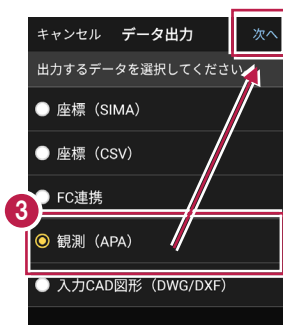 キャンセル データ出力 次へ
出力するデータを選択してください
座標（SIMA）
座標（CSV）
FC連携
3
観測（APA）
入力CAD図形（DWG/DXF）